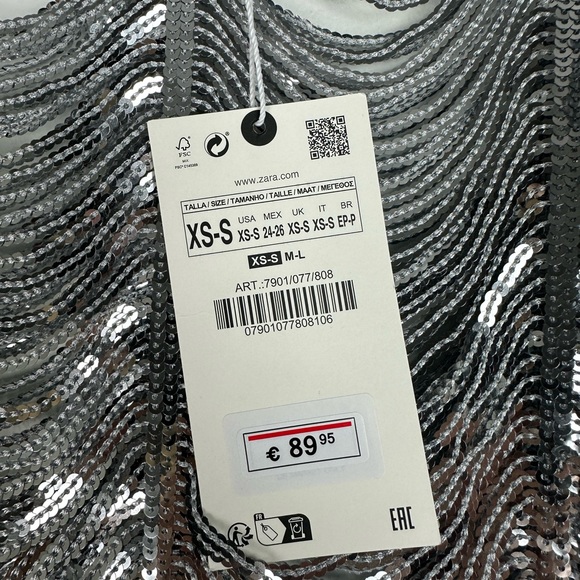 FSC
www.zara.com
TALLA / SIZE / TAMANHO / TAILLE / MAAT / ΜΕΓΕΘΟΣ
XS-S USA MEX UK IT BR
XS-S 24-26 XS-S XS-S EP-P
XS-S M-L
ART.:7901/077/808
07901077808106
€ 89 95
FR
EAC